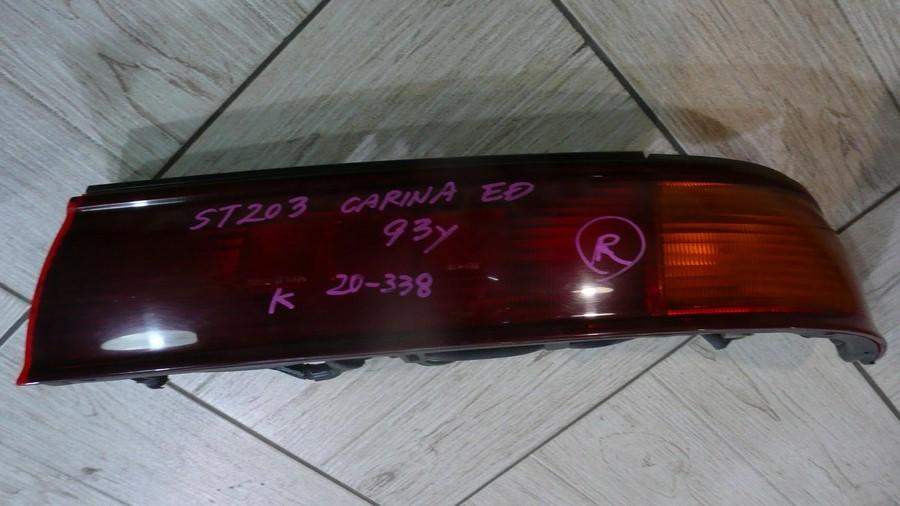 ST203 CARINA ED
93y
R
K 20-338